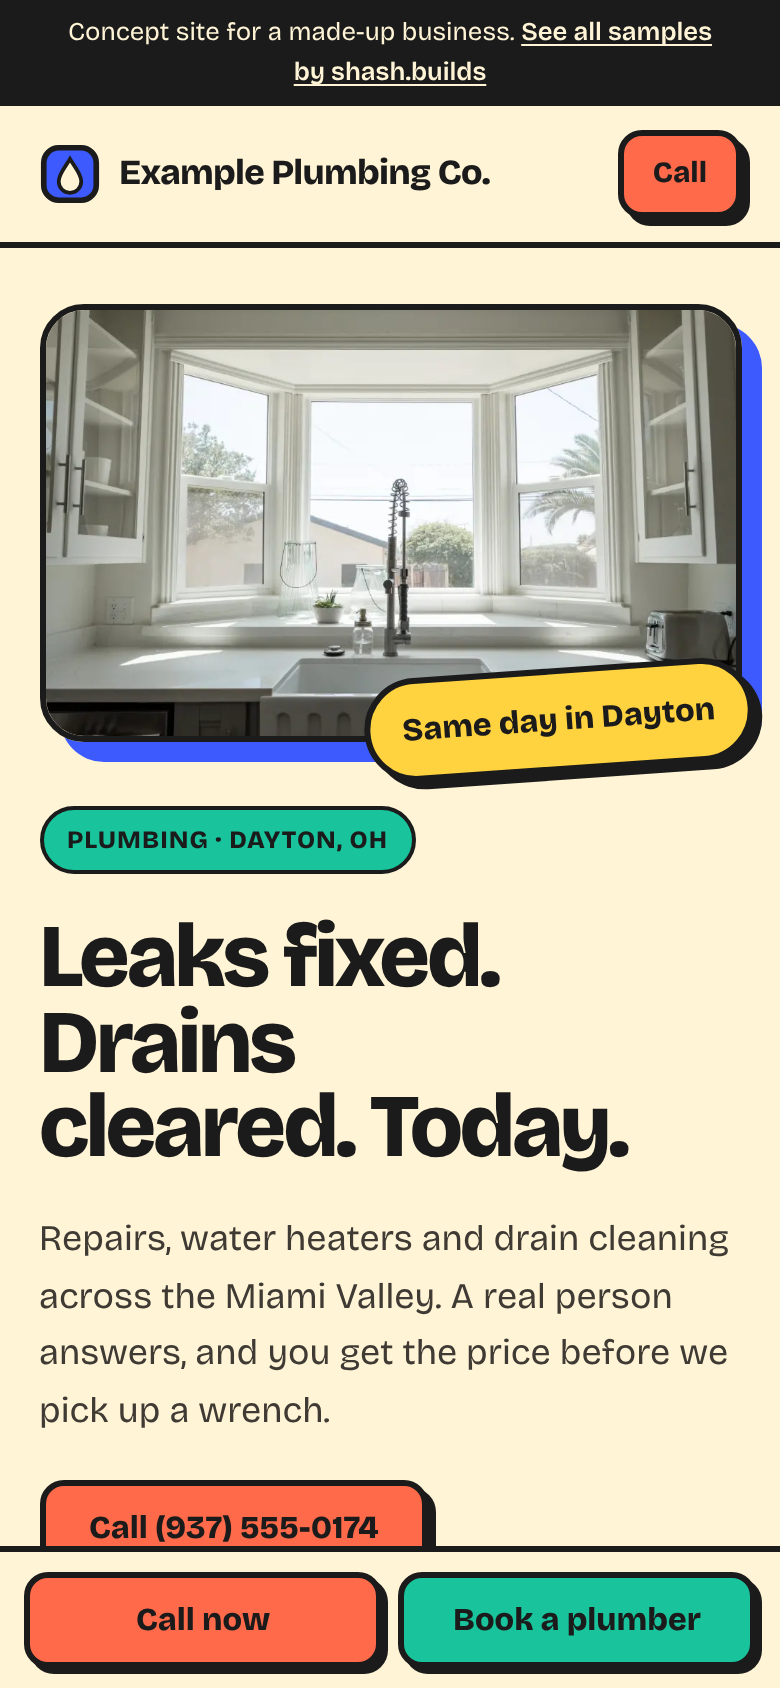 Concept site for a made-up business. See all samples
by shash.builds
Example Plumbing Co.
Call
Same day in Dayton
PLUMBING · DAYTON, OH
Leaks fixed.
Drains
cleared. Today.
Repairs, water heaters and drain cleaning
across the Miami Valley. A real person
answers, and you get the price before we
pick up a wrench.
Call (937) 555-0174
Call now
Book a plumber